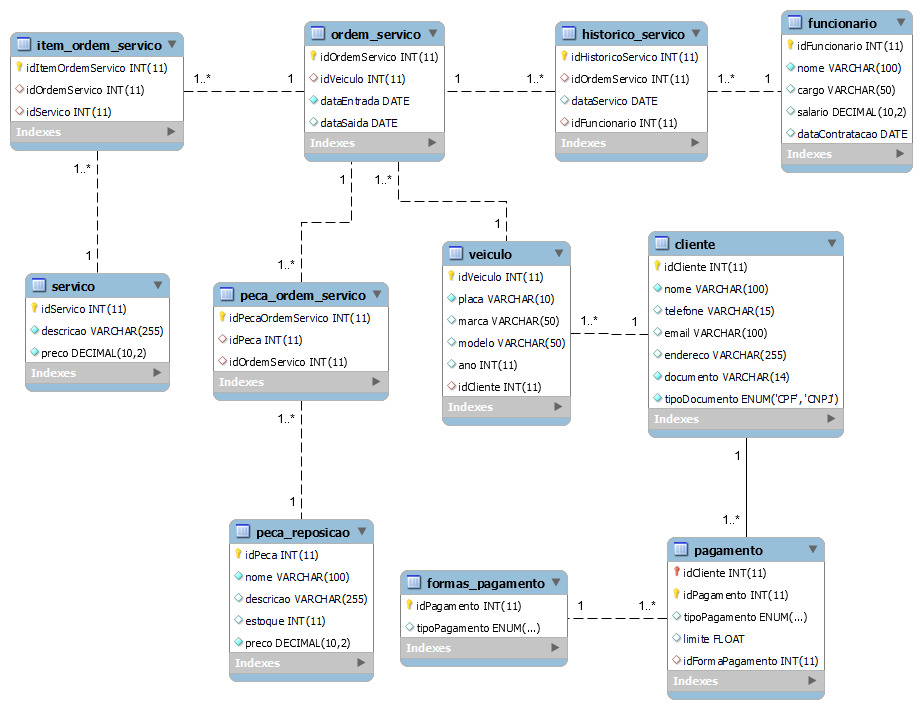 item_ordem_servico
idItemOrdemServico INT(11)
idOrdemServico INT(11)
idServico INT(11)
Indexes
1..*
1
ordem_servico
idOrdemServico INT(11)
idVeiculo INT(11)
dataEntrada DATE
dataSaida DATE
Indexes
1
1..*
historico_servico
idHistoricoServico INT(11)
idOrdemServico INT(11)
dataServico DATE
idFuncionario INT(11)
Indexes
1..*
1
funcionario
idFuncionario INT(11)
nome VARCHAR(100)
cargo VARCHAR(50)
salario DECIMAL(10,2)
dataContratacao DATE
Indexes
1..*
1
servico
idServico INT(11)
descricao VARCHAR(255)
preco DECIMAL(10,2)
Indexes
1
1..*
peca_ordem_servico
idPecaOrdemServico INT(11)
idPeca INT(11)
idOrdemServico INT(11)
Indexes
1..*
1
veiculo
idVeiculo INT(11)
placa VARCHAR(10)
marca VARCHAR(50)
modelo VARCHAR(50)
ano INT(11)
idCliente INT(11)
Indexes
1..*
1
cliente
idCliente INT(11)
nome VARCHAR(100)
telefone VARCHAR(15)
email VARCHAR(100)
endereco VARCHAR(255)
documento VARCHAR(14)
tipoDocumento ENUM('CPF', 'CNPJ')
Indexes
1..*
1
peca_reposicao
idPeca INT(11)
nome VARCHAR(100)
descricao VARCHAR(255)
estoque INT(11)
preco DECIMAL(10,2)
Indexes
formas_pagamento
idPagamento INT(11)
tipoPagamento ENUM(...)
Indexes
1
1..*
1
1..*
pagamento
idCliente INT(11)
idPagamento INT(11)
tipoPagamento ENUM(...)
limite FLOAT
idFormaPagamento INT(11)
Indexes